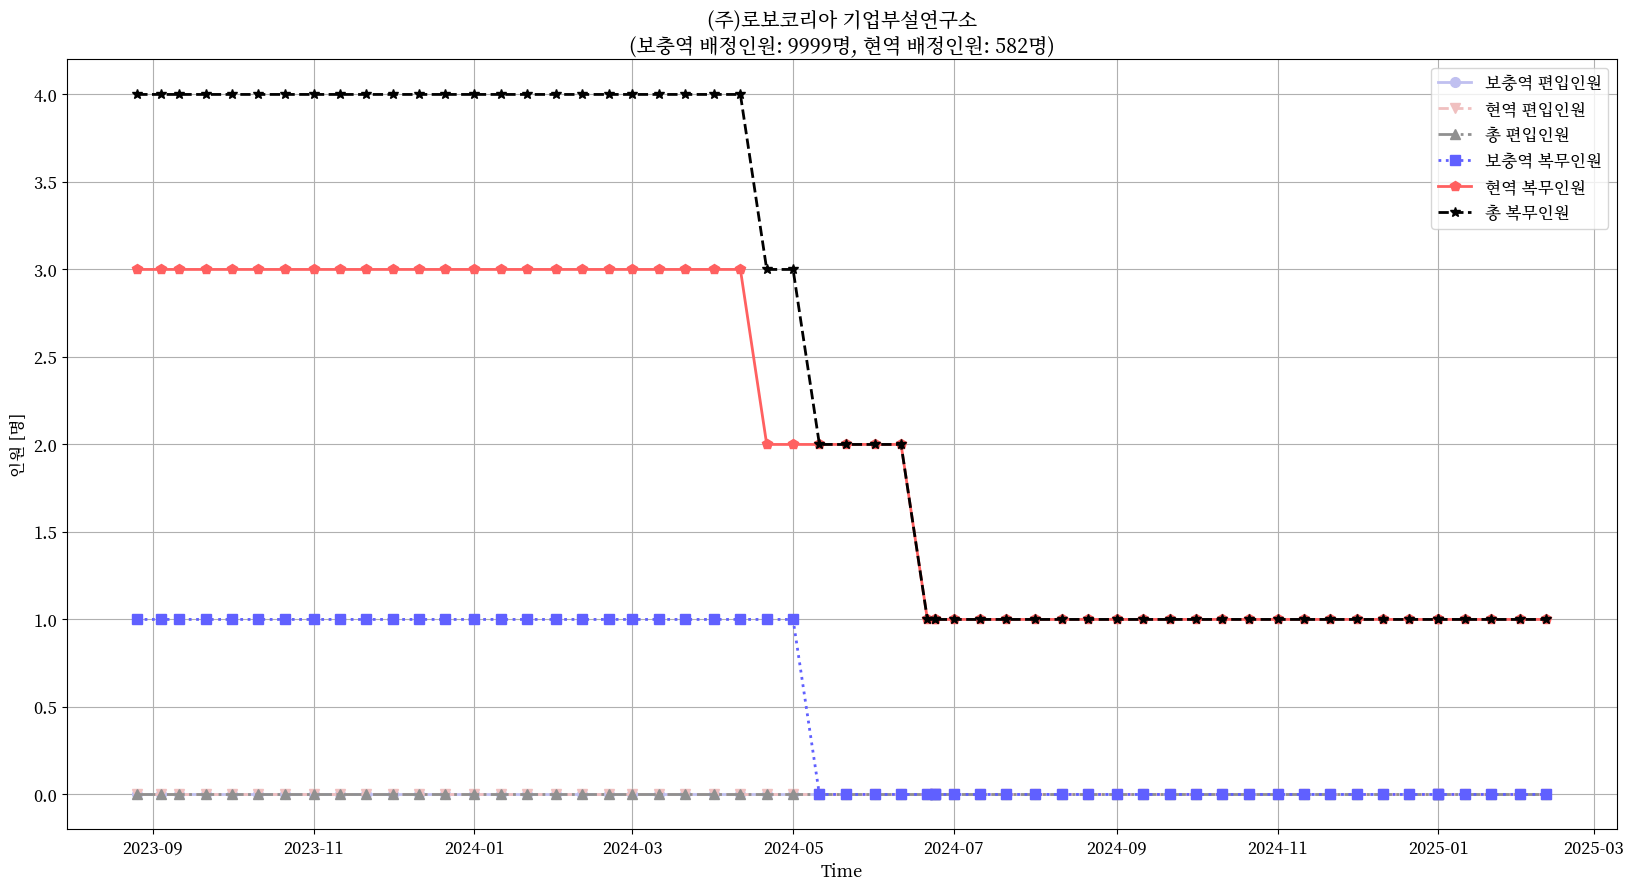 (주)로보코리아 기업부설연구소
(보충역 배정인원: 9999명, 현역 배정인원: 582명)
보충역 편입인원
현역 편입인원
총 편입인원
보충역 복무인원
현역 복무인원
총 복무인원
4.0
3.5
3.0
2.5
2.0
1.5
1.0
0.5
0.0
인원 [명]
2023-09 2023-11 2024-01 2024-03 2024-05 2024-07 2024-09 2024-11 2025-01 2025-03
Time